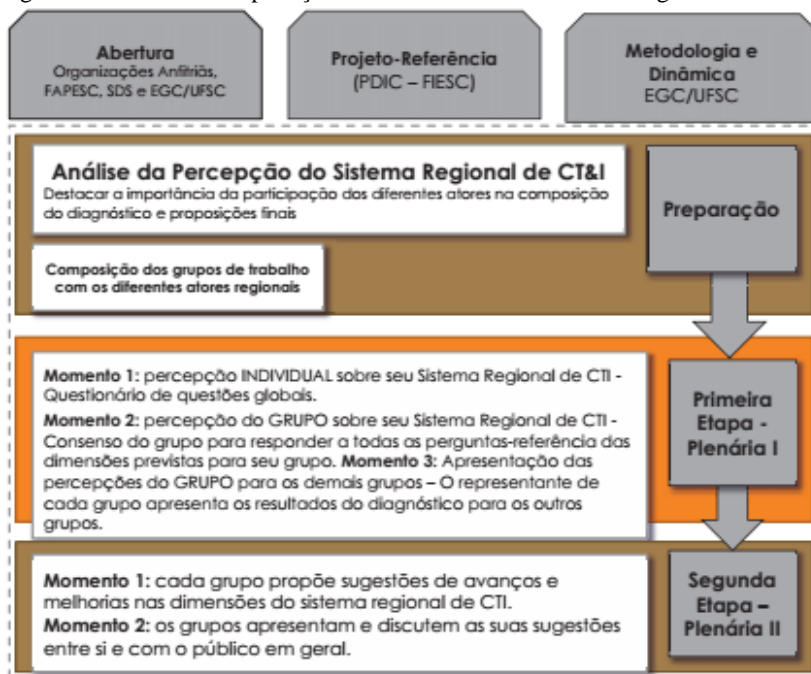 Abertura
Organizações Anfitriãs,
FAPESC, SDS e EGC/UFSC
Projeto-Referência
(PDIC – FIESC)
Metodologia e
Dinâmica
EGC/UFSC
Análise da Percepção do Sistema Regional de CT&I
Destacar a importância da participação dos diferentes atores na composição
do diagnóstico e proposições finais
Composição dos grupos de trabalho
com os diferentes atores regionais
Preparação
Momento 1: percepção INDIVIDUAL sobre seu Sistema Regional de CTI -
Questionário de questões globais.
Momento 2: percepção do GRUPO sobre seu Sistema Regional de CTI -
Consenso do grupo para responder a todas as perguntas-referência das
dimensões previstas para seu grupo. Momento 3: Apresentação das
percepções do GRUPO para os demais grupos – O representante de
cada grupo apresenta os resultados do diagnóstico para os outros
grupos.
Primeira
Etapa -
Plenária I
Momento 1: cada grupo propõe sugestões de avanços e
melhorias nas dimensões do sistema regional de CTI.
Momento 2: os grupos apresentam e discutem as suas sugestões
entre si e com o público em geral.
Segunda
Etapa –
Plenária II